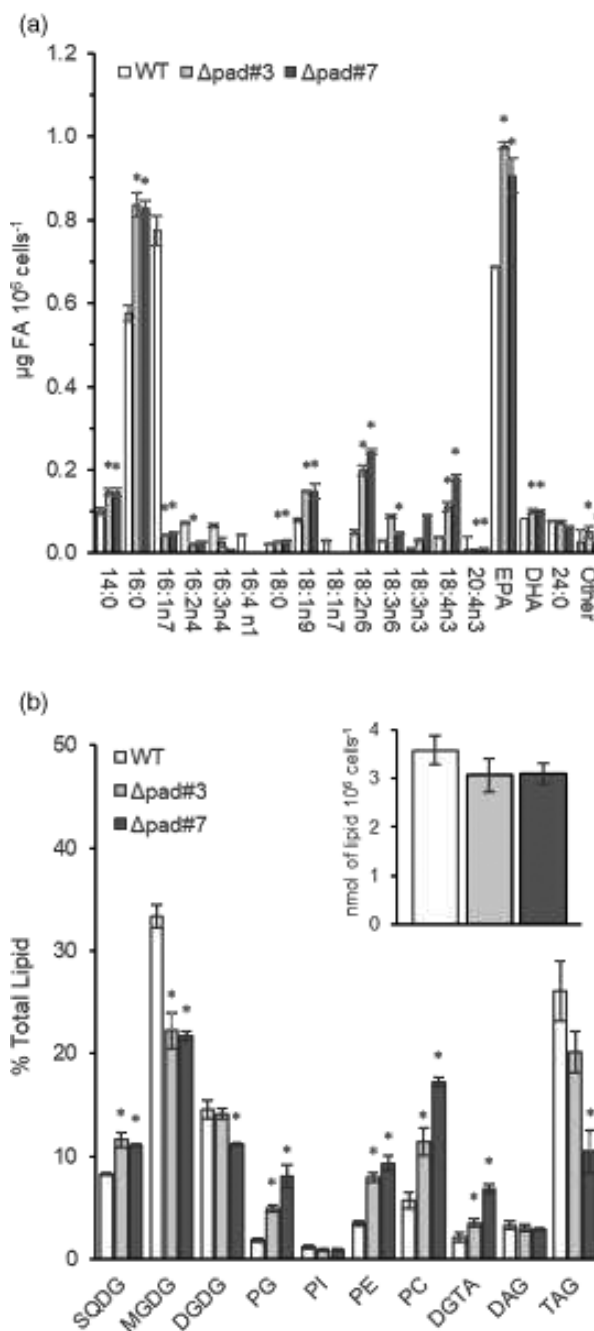 (a)
1.2
WT Δpad#3 Δpad#7
1.0
0.8
0.6
0.4
0.2
0.0
µg FA 10⁶ cells⁻¹
* * * * * * * * * * * * * * * * * * * * * *
14:0 16:0 16:1n7 16:2n4 16:3n4 16:4 n1 18:0 18:1n9 18:1n7 18:2n6 18:3n6 18:3n3 18:4n3 20:4n3 EPA DHA 24:0 Other
(b)
50
WT
Δpad#3
Δpad#7
40
30
20
10
0
% Total Lipid
4
3
2
1
0
nmol of lipid 10⁶ cells⁻¹
* * * * * * * * * * * * * *
SQDG MGDG DGDG PG PI PE PC DGTA DAG TAG